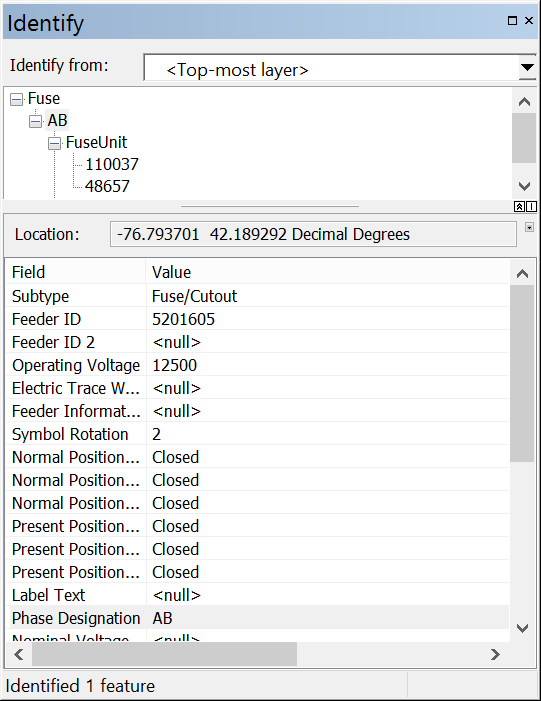 Identify
Identify from: <Top-most layer>
Fuse
AB
FuseUnit
110037
48657
Location: -76.793701 42.189292 Decimal Degrees
Field Value
Subtype Fuse/Cutout
Feeder ID 5201605
Feeder ID 2 <null>
Operating Voltage 12500
Electric Trace W... <null>
Feeder Informat... <null>
Symbol Rotation 2
Normal Position... Closed
Normal Position... Closed
Normal Position... Closed
Present Position... Closed
Present Position... Closed
Present Position... Closed
Label Text <null>
Phase Designation AB
Nominal Voltage <null>
Identified 1 feature